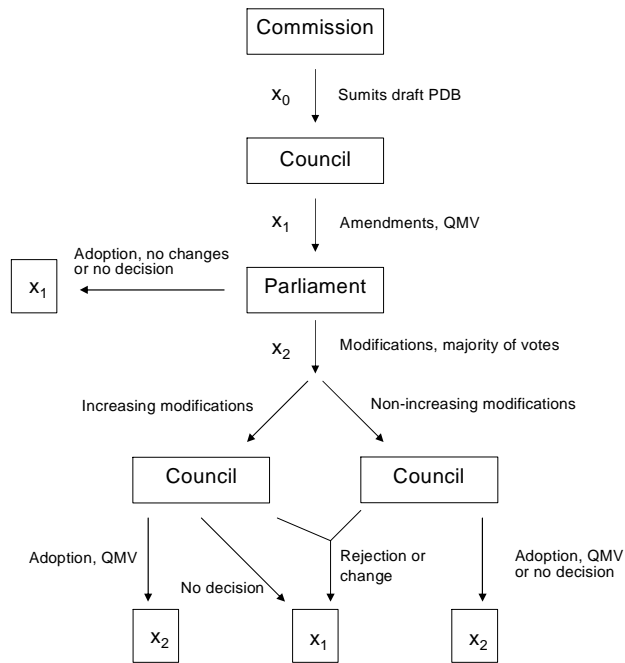 Commission
x0
Sumits draft PDB
Council
x1
Amendments, QMV
Adoption, no changes
or no decision
x1
Parliament
x2
Modifications, majority of votes
Increasing modifications
Non-increasing modifications
Council
Council
Adoption, QMV
No decision
Rejection or
change
Adoption, QMV
or no decision
x2
x1
x2